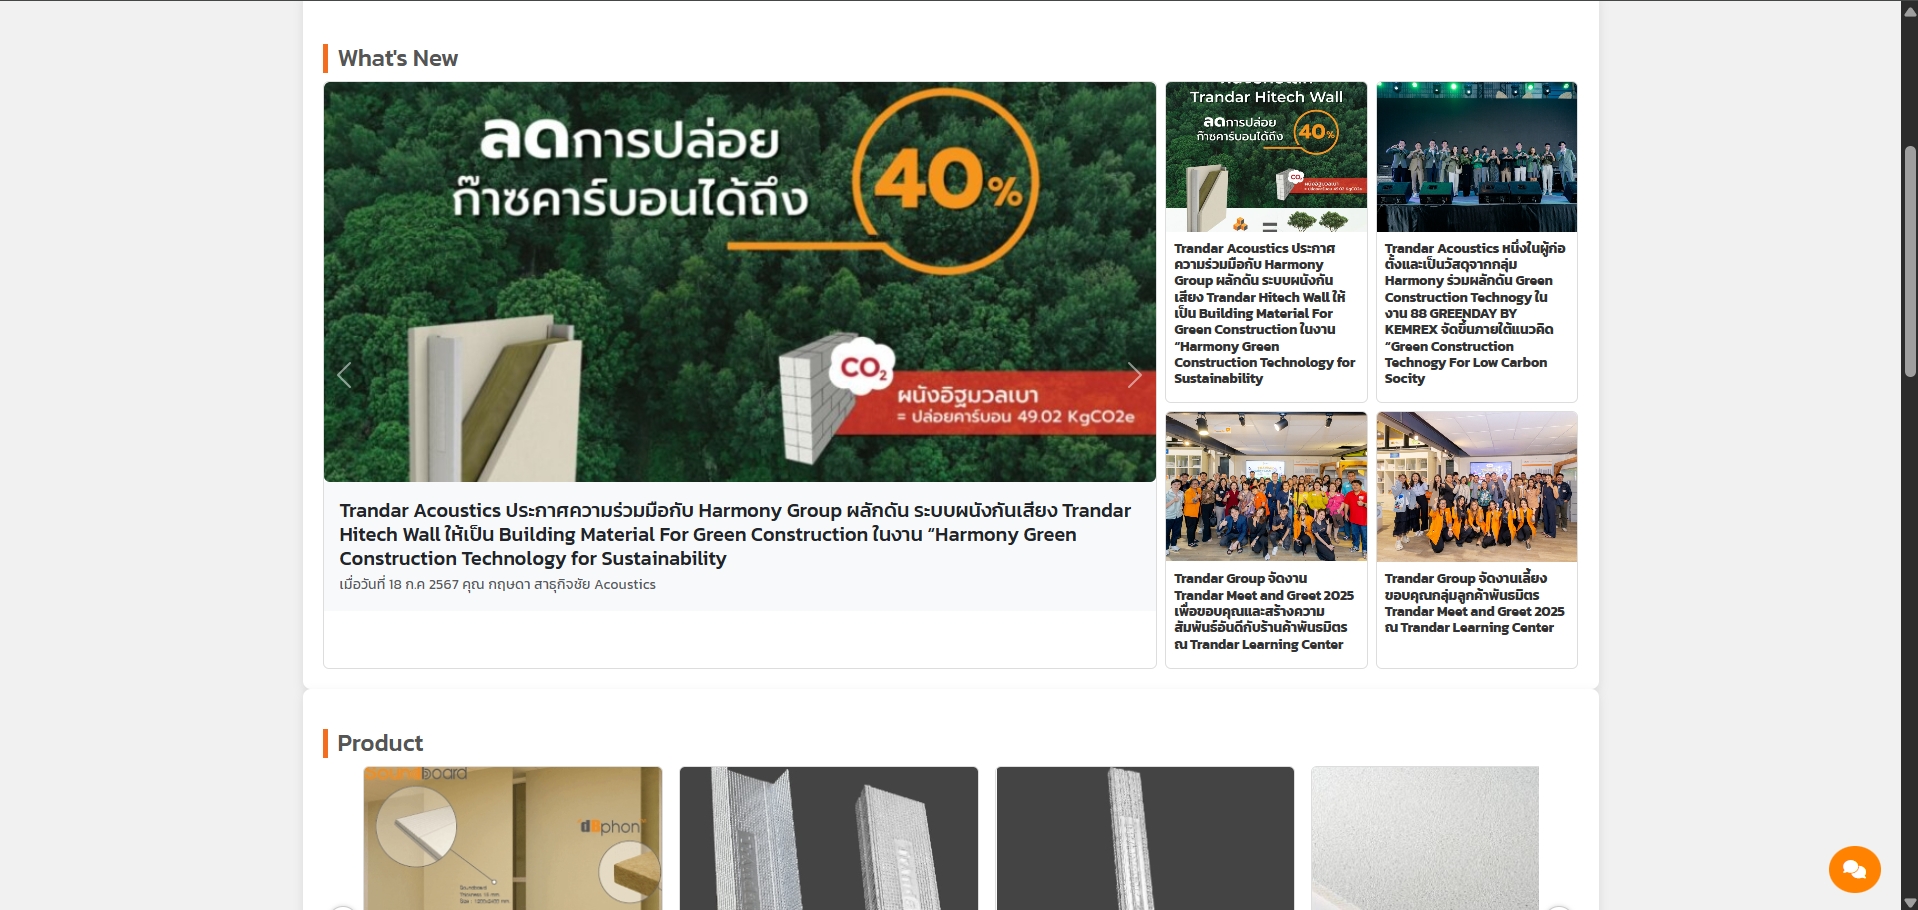 What's New
ลดการปล่อย
ก๊าซคาร์บอนได้ถึง
40%
CO2
ผนังอิฐมวลเบา
= ปล่อยคาร์บอน 49.02 KgCO2e
Trandar Acoustics ประกาศความร่วมมือกับ Harmony Group ผลักดัน ระบบผนังกันเสียง Trandar
Hitech Wall ให้เป็น Building Material For Green Construction ในงาน “Harmony Green
Construction Technology for Sustainability
เมื่อวันที่ 18 ก.ค 2567 คุณ กฤษดา สาธุกิจชัย Acoustics
Trandar Hitech Wall
ลดการปล่อย
ก๊าซคาร์บอนได้ถึง
40%
CO2
ผนังอิฐมวลเบา
=
Trandar Acoustics ประกาศ
ความร่วมมือกับ Harmony
Group ผลักดัน ระบบผนังกัน
เสียง Trandar Hitech Wall ให้
เป็น Building Material For
Green Construction ในงาน
“Harmony Green
Construction Technology for
Sustainability
Trandar Acoustics หนึ่งในผู้ก่อ
ตั้งและเป็นวัสดุจากกลุ่ม
Harmony ร่วมผลักดัน Green
Construction Technogy ใน
งาน 88 GREENDAY BY
KEMREX จัดขึ้นภายใต้แนวคิด
“Green Construction
Technogy For Low Carbon
Socity
Trandar Group จัดงาน
Trandar Meet and Greet 2025
เพื่อขอบคุณและสร้างความ
สัมพันธ์อันดีกับร้านค้าพันธมิตร
ณ Trandar Learning Center
Trandar Group จัดงานเลี้ยง
ขอบคุณกลุ่มลูกค้าพันธมิตร
Trandar Meet and Greet 2025
ณ Trandar Learning Center
Product
dBphon